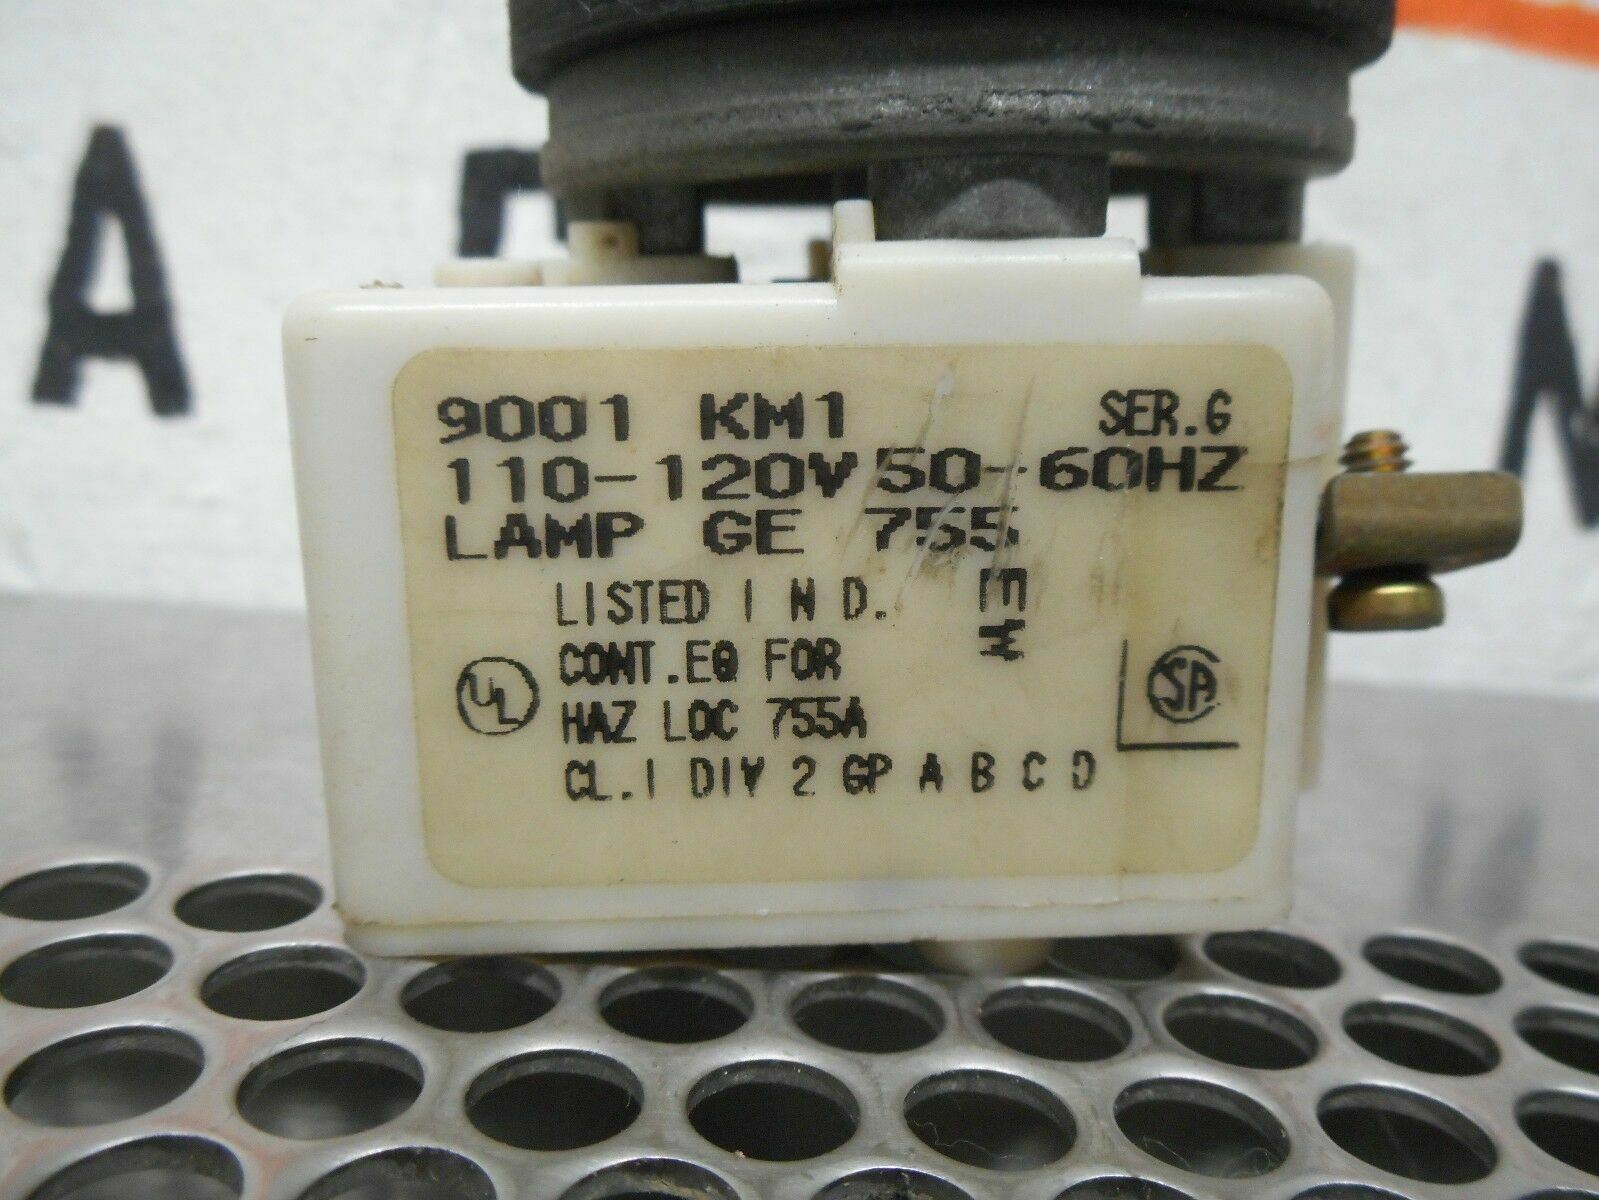 9001 KM1 SER.G
110-120V 50-60HZ
LAMP GE 755
LISTED IND. EW
UL CONT.EQ FOR
HAZ LOC 755A
SA
CL.I DIV 2 GP A B C D